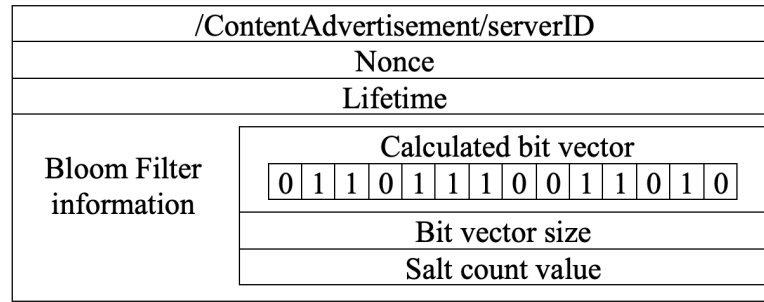 /ContentAdvertisement/serverID
Nonce
Lifetime
Bloom Filter
information
Calculated bit vector
0 1 1 0 1 1 1 0 0 1 1 0 1 0
Bit vector size
Salt count value